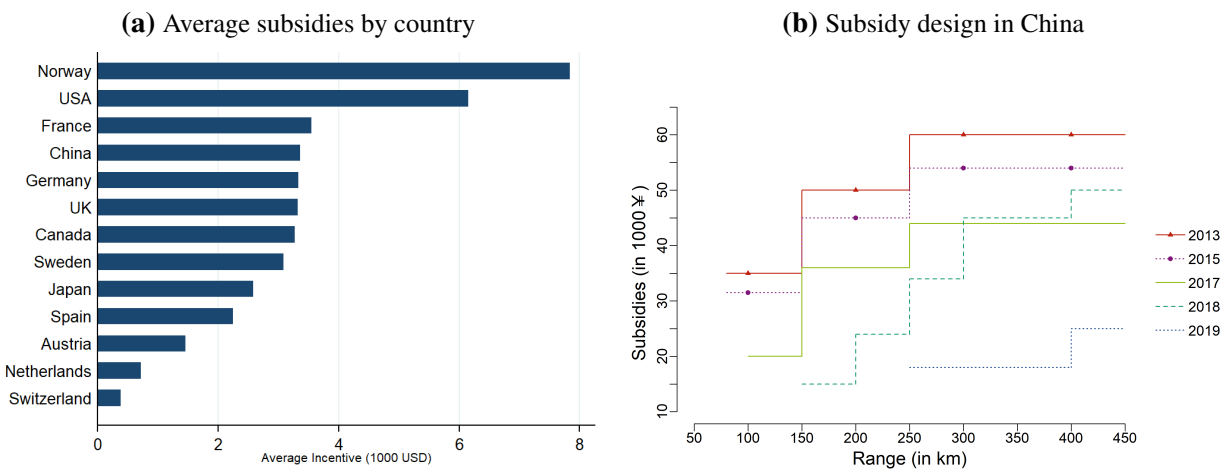 (a) Average subsidies by country
Norway
USA
France
China
Germany
UK
Canada
Sweden
Japan
Spain
Austria
Netherlands
Switzerland
0 2 4 6 8
Average Incentive (1000 USD)
(b) Subsidy design in China
Subsidies (in 1000 ¥)
60
50
40
30
20
10
50 100 150 200 250 300 350 400 450
Range (in km)
2013
2015
2017
2018
2019